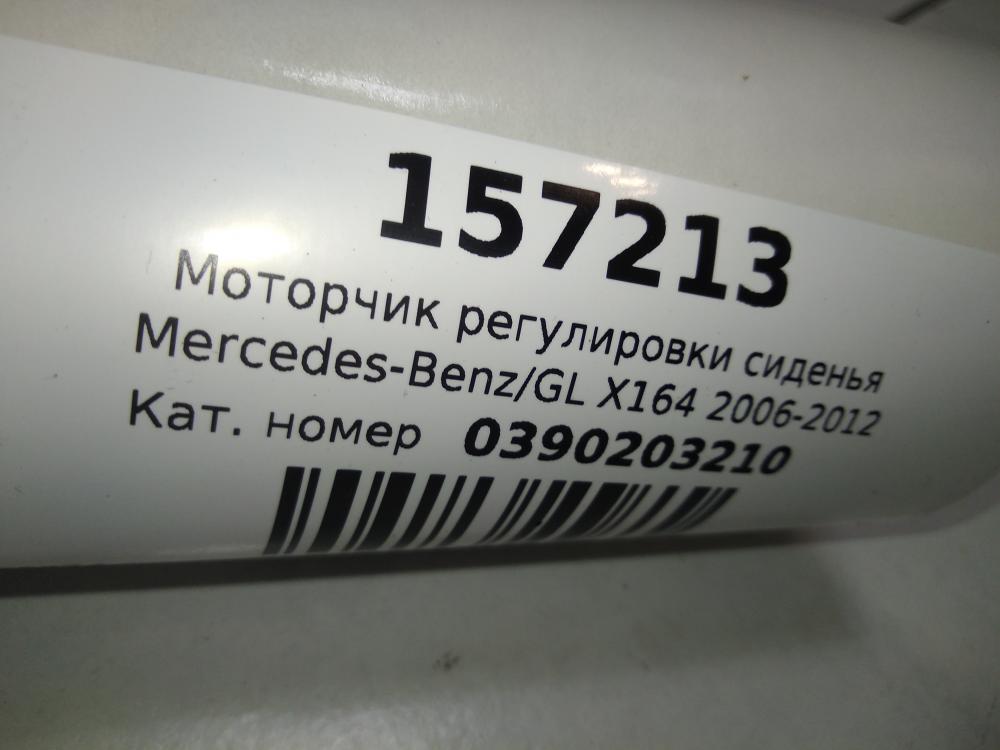 157213
Моторчик регулировки сиденья
Mercedes-Benz/GL X164 2006-2012
Кат. номер 0390203210